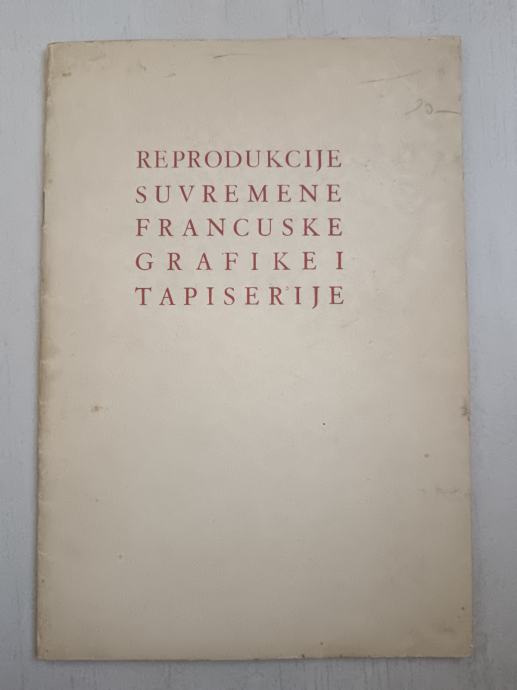 REPRODUKCIJE
SUVREMENE
FRANCUSKE
GRAFIKE I
TAPISERIJE